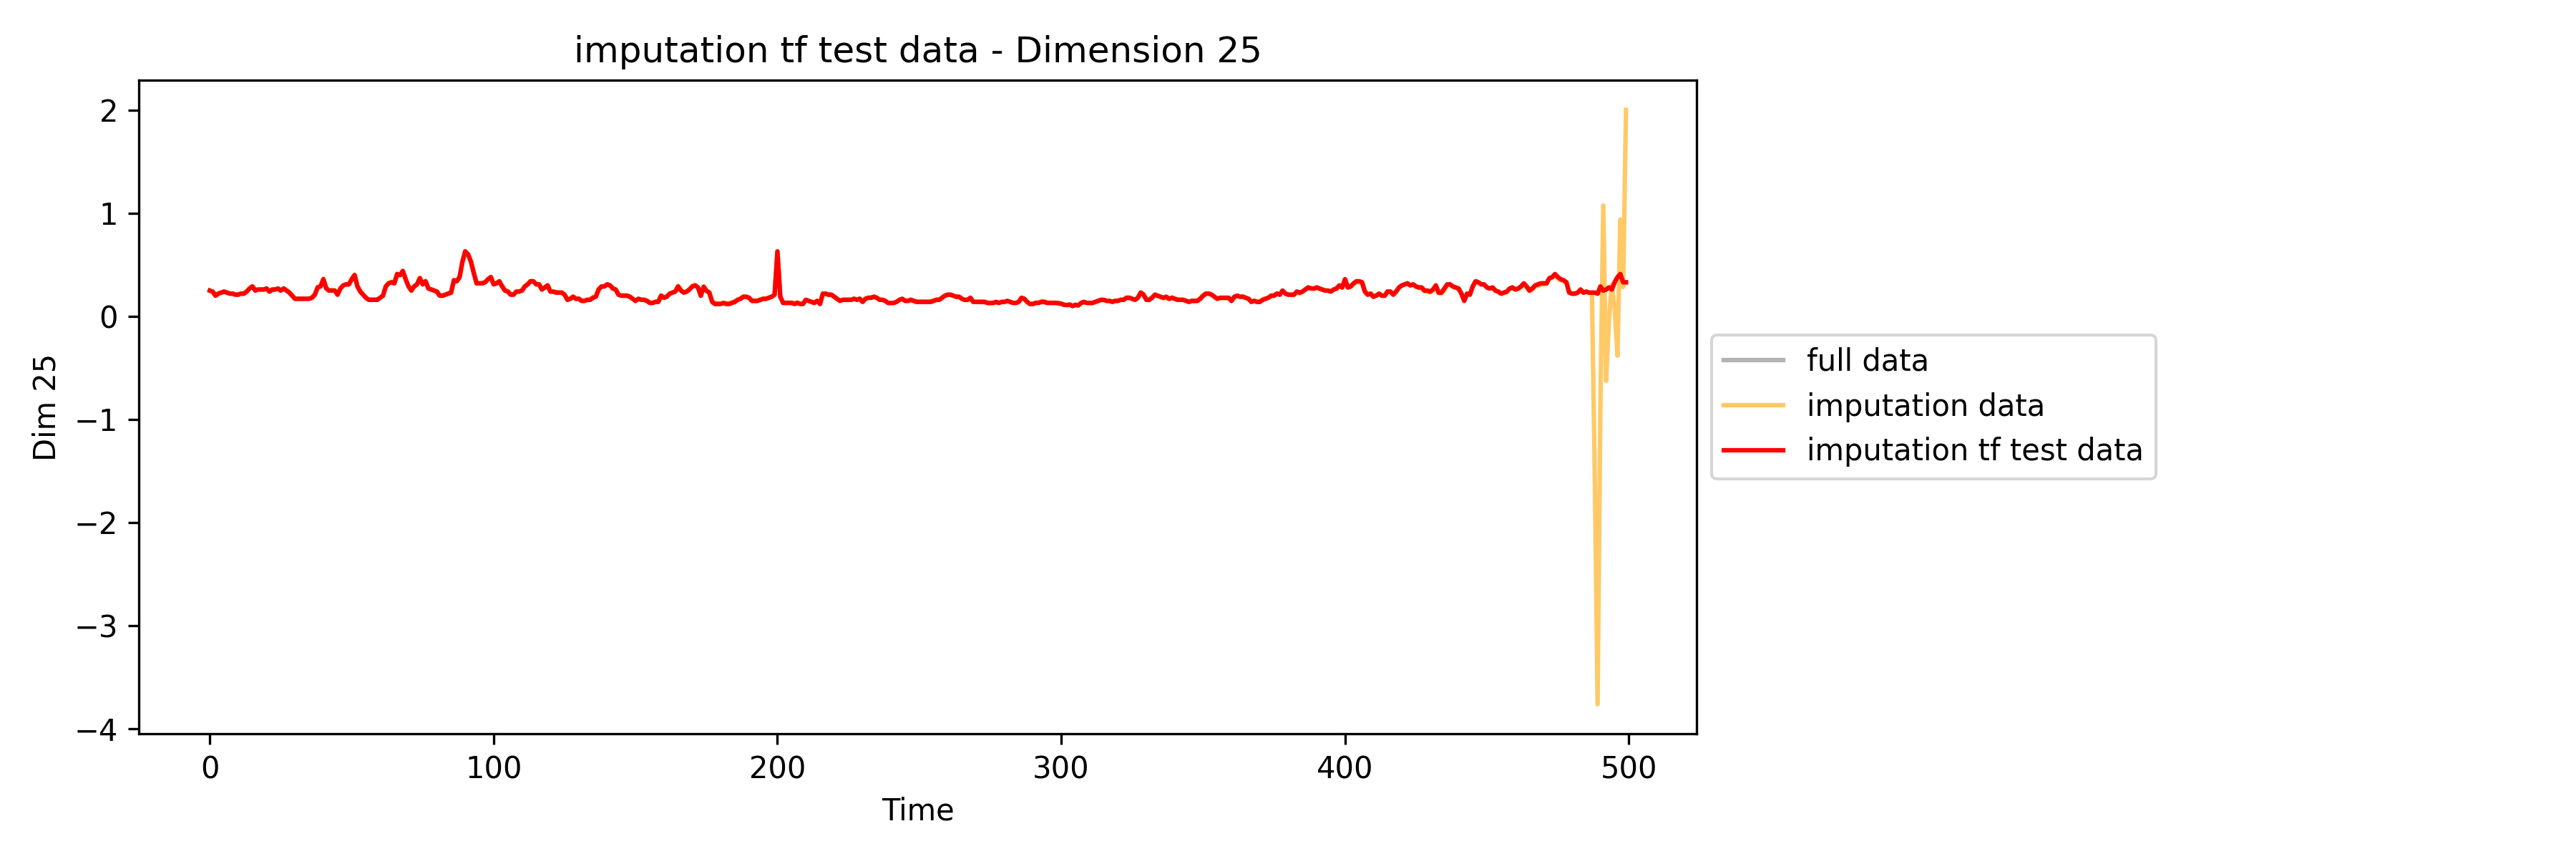 imputation tf test data - Dimension 25
2
1
0
−1
−2
−3
−4
Dim 25
0 100 200 300 400 500
Time
full data
imputation data
imputation tf test data